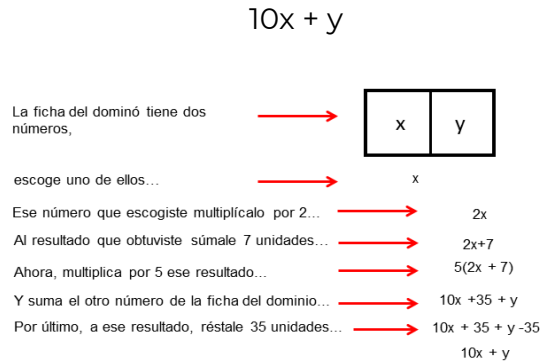 10x + y
La ficha del dominó tiene dos
números,
x y
escoge uno de ellos… x
Ese número que escogiste multiplícalo por 2… 2x
Al resultado que obtuviste súmale 7 unidades… 2x+7
Ahora, multiplica por 5 ese resultado… 5(2x + 7)
Y suma el otro número de la ficha del dominio… 10x +35 + y
Por último, a ese resultado, réstale 35 unidades… 10x + 35 + y -35
10x + y